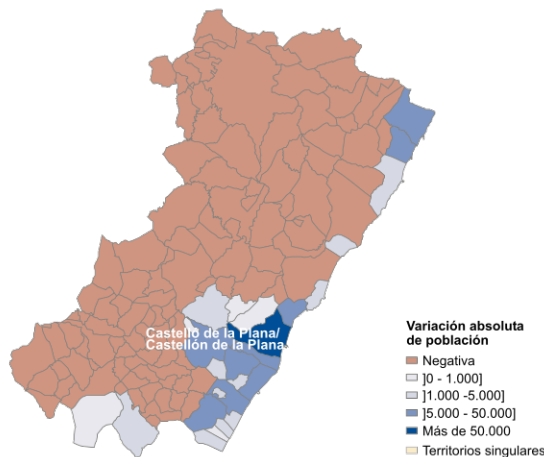 Castelló de la Plana/
Castellón de la Plana
Variación absoluta
de población
Negativa
]0 - 1.000]
]1.000 -5.000]
]5.000 - 50.000]
Más de 50.000
Territorios singulares